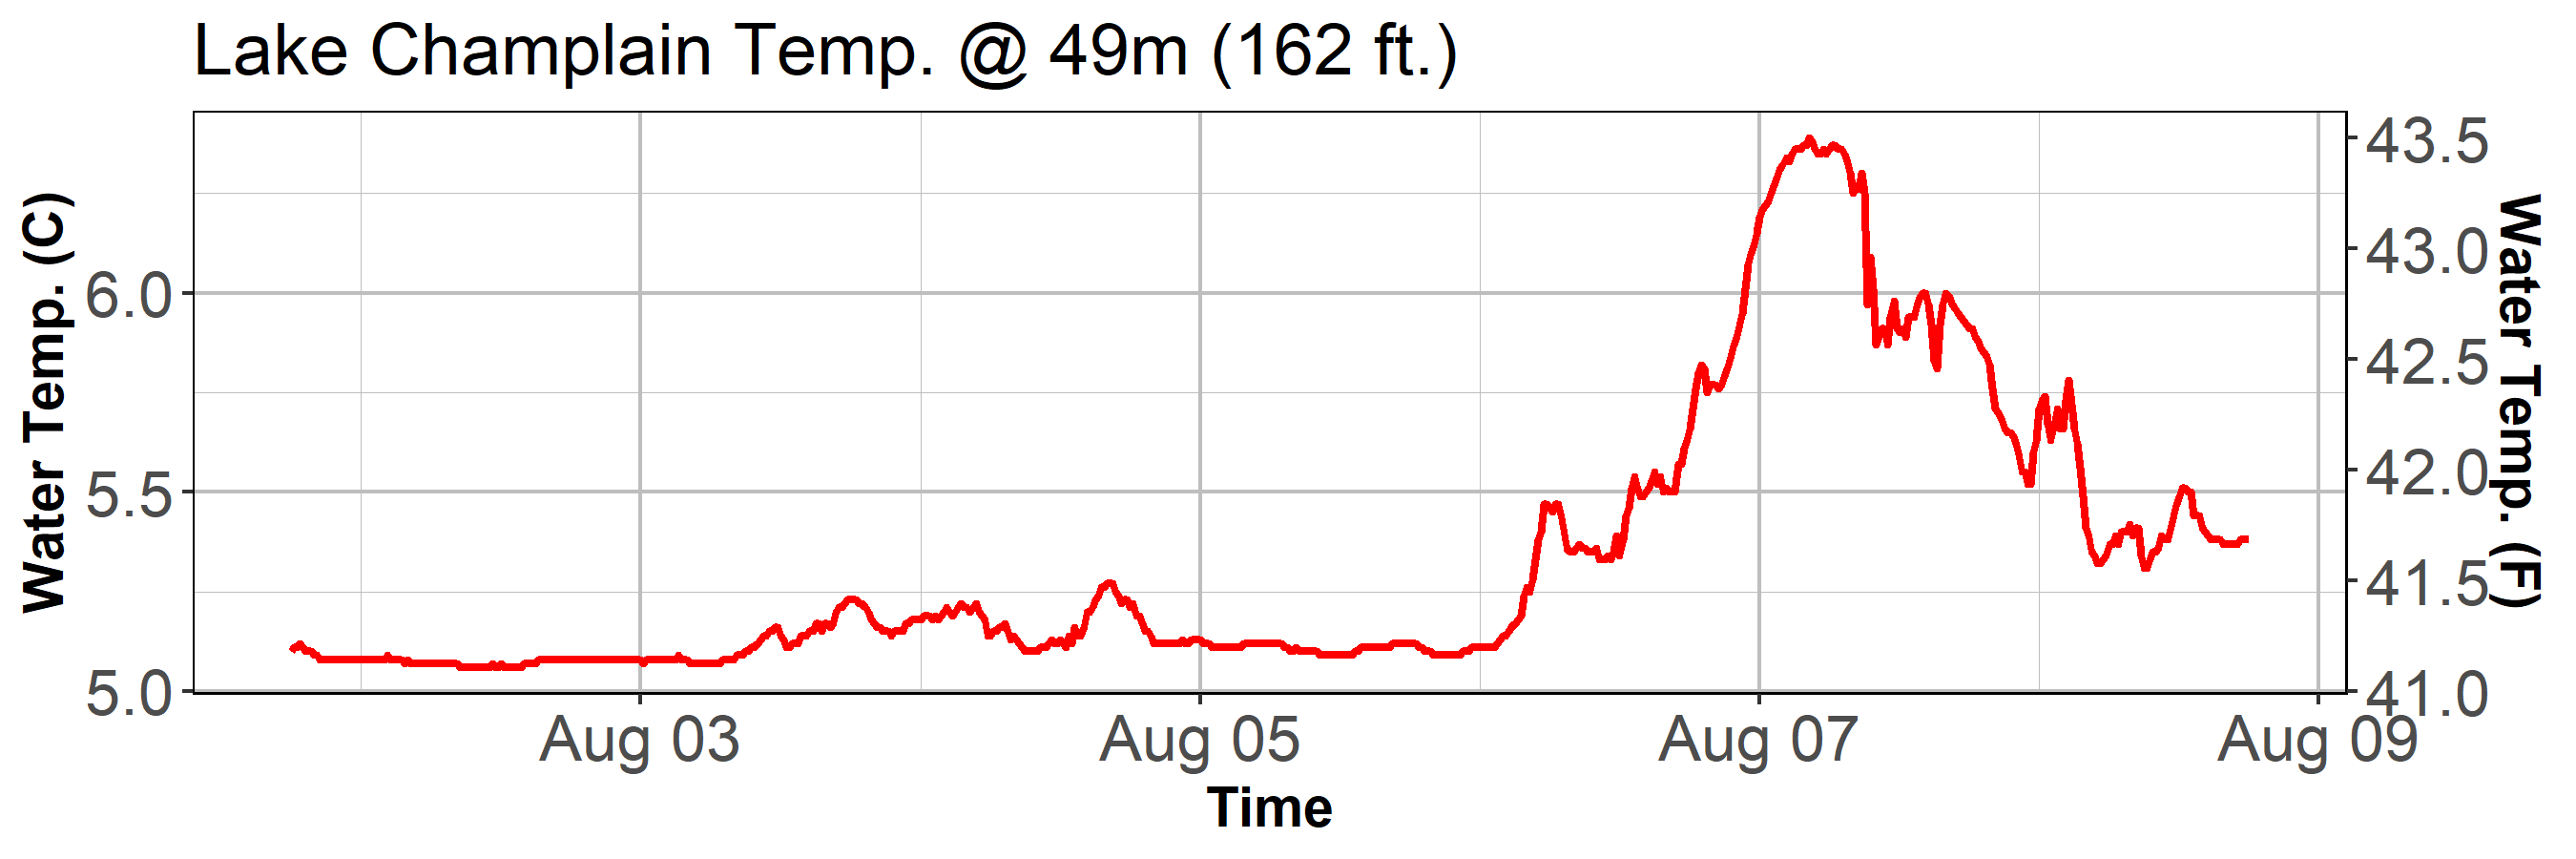 Lake Champlain Temp. @ 49m (162 ft.)
Water Temp. (C)
6.0
5.5
5.0
43.5
43.0
42.5
42.0
41.5
41.0
Water Temp. (F)
Aug 03
Aug 05
Aug 07
Aug 09
Time